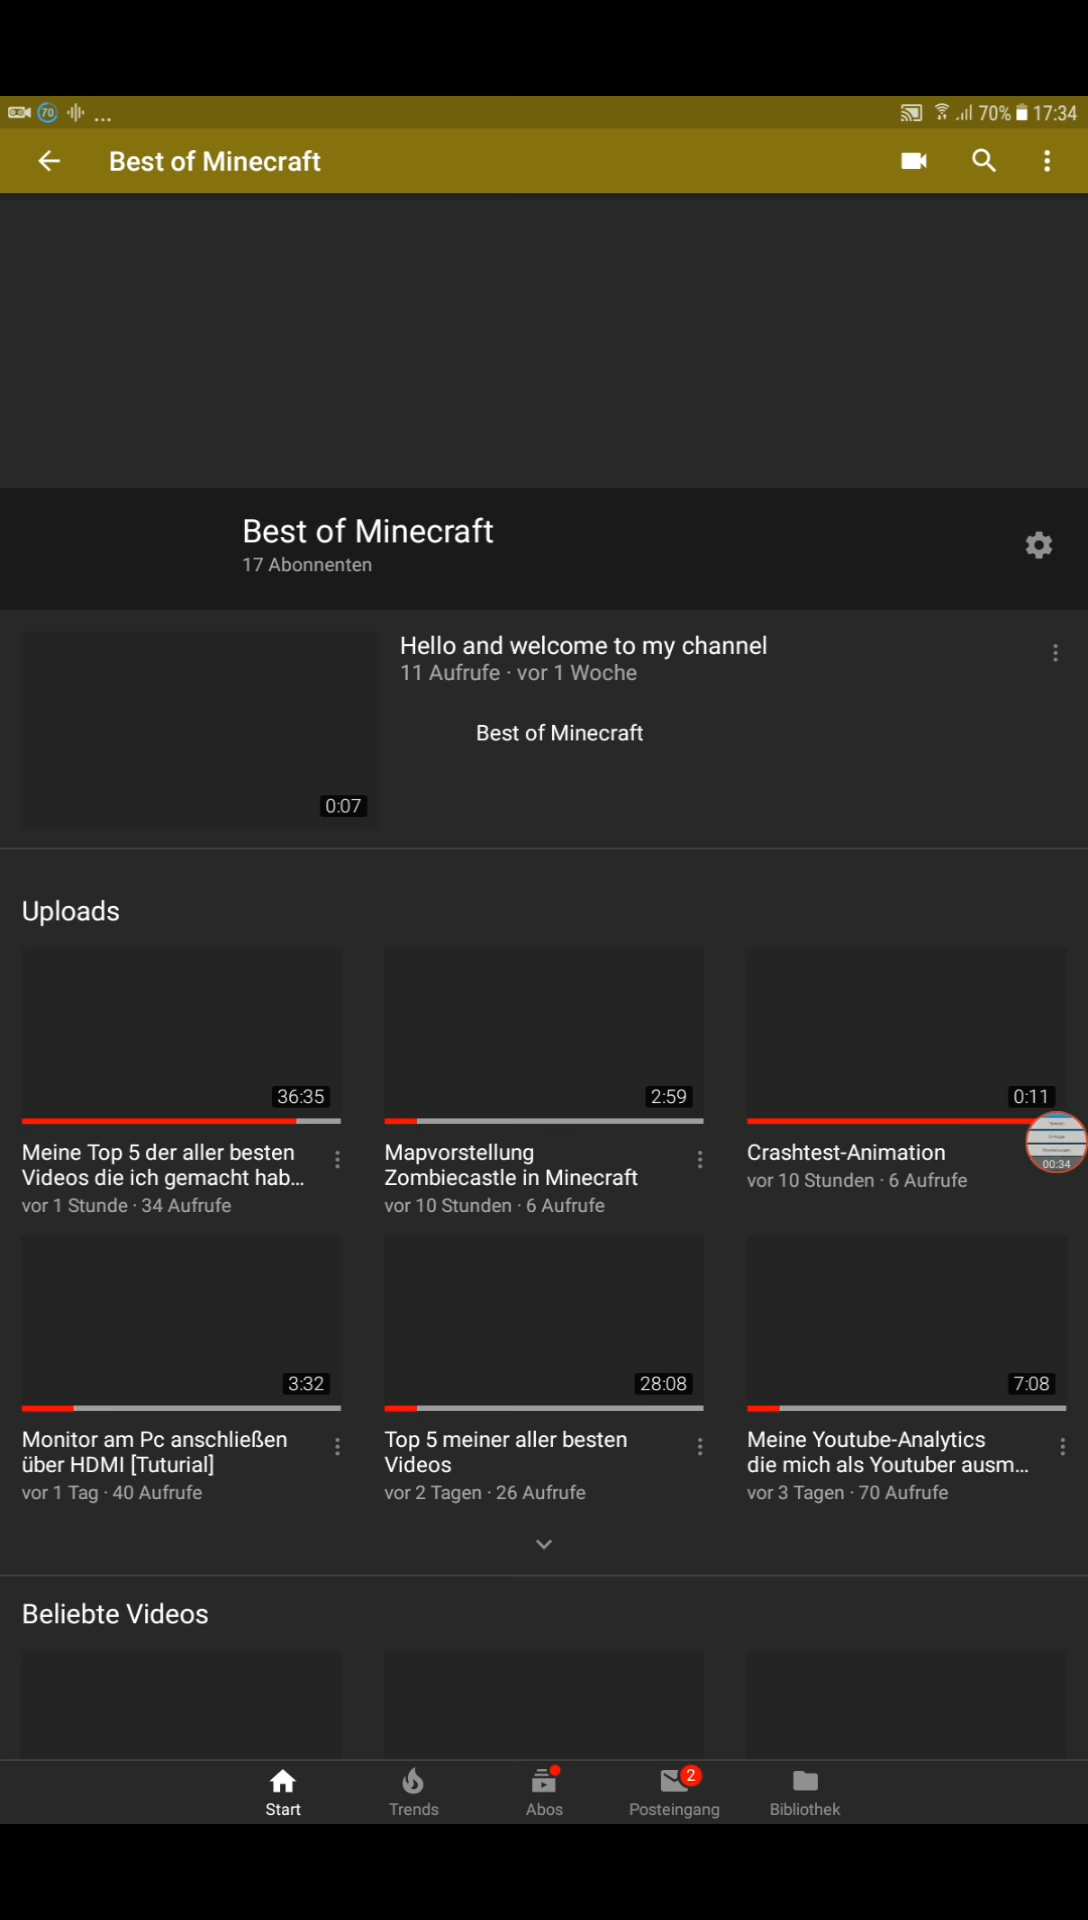 70 ... 70% 17:34
Best of Minecraft
Best of Minecraft
17 Abonnenten
Hello and welcome to my channel
11 Aufrufe · vor 1 Woche
Best of Minecraft
0:07
Uploads
36:35
Meine Top 5 der aller besten
Videos die ich gemacht hab...
vor 1 Stunde · 34 Aufrufe
2:59
Mapvorstellung
Zombiecastle in Minecraft
vor 10 Stunden · 6 Aufrufe
0:11
Crashtest-Animation
vor 10 Stunden · 6 Aufrufe
00:34
3:32
Monitor am Pc anschließen
über HDMI [Tuturial]
vor 1 Tag · 40 Aufrufe
28:08
Top 5 meiner aller besten
Videos
vor 2 Tagen · 26 Aufrufe
7:08
Meine Youtube-Analytics
die mich als Youtuber ausm...
vor 3 Tagen · 70 Aufrufe
Beliebte Videos
2
Start Trends Abos Posteingang Bibliothek